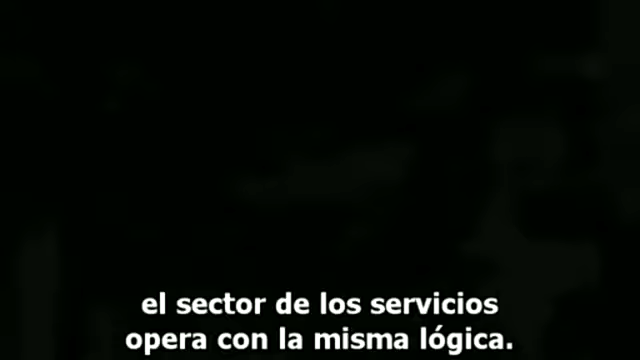 el sector de los servicios
opera con la misma lógica.